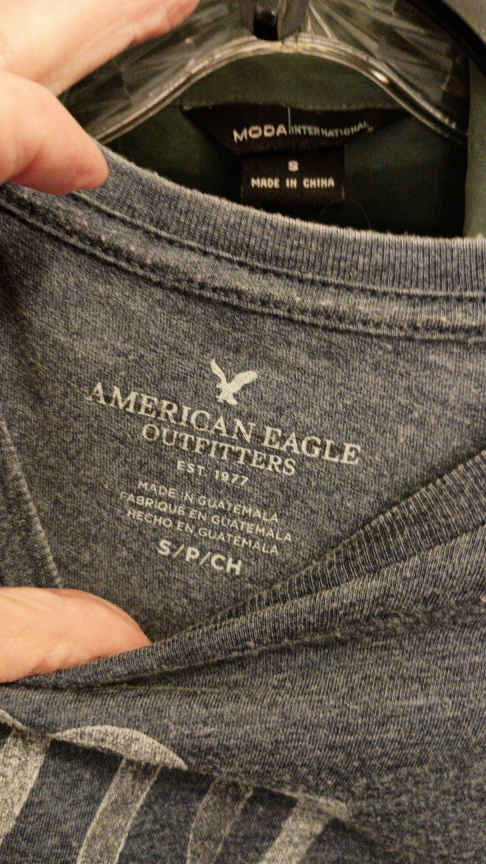 MODA INTERNATIONAL
S
MADE IN CHINA
AMERICAN EAGLE
OUTFITTERS
EST. 1977
MADE IN GUATEMALA
FABRIQUÉ EN GUATEMALA
HECHO EN GUATEMALA
S/P/CH